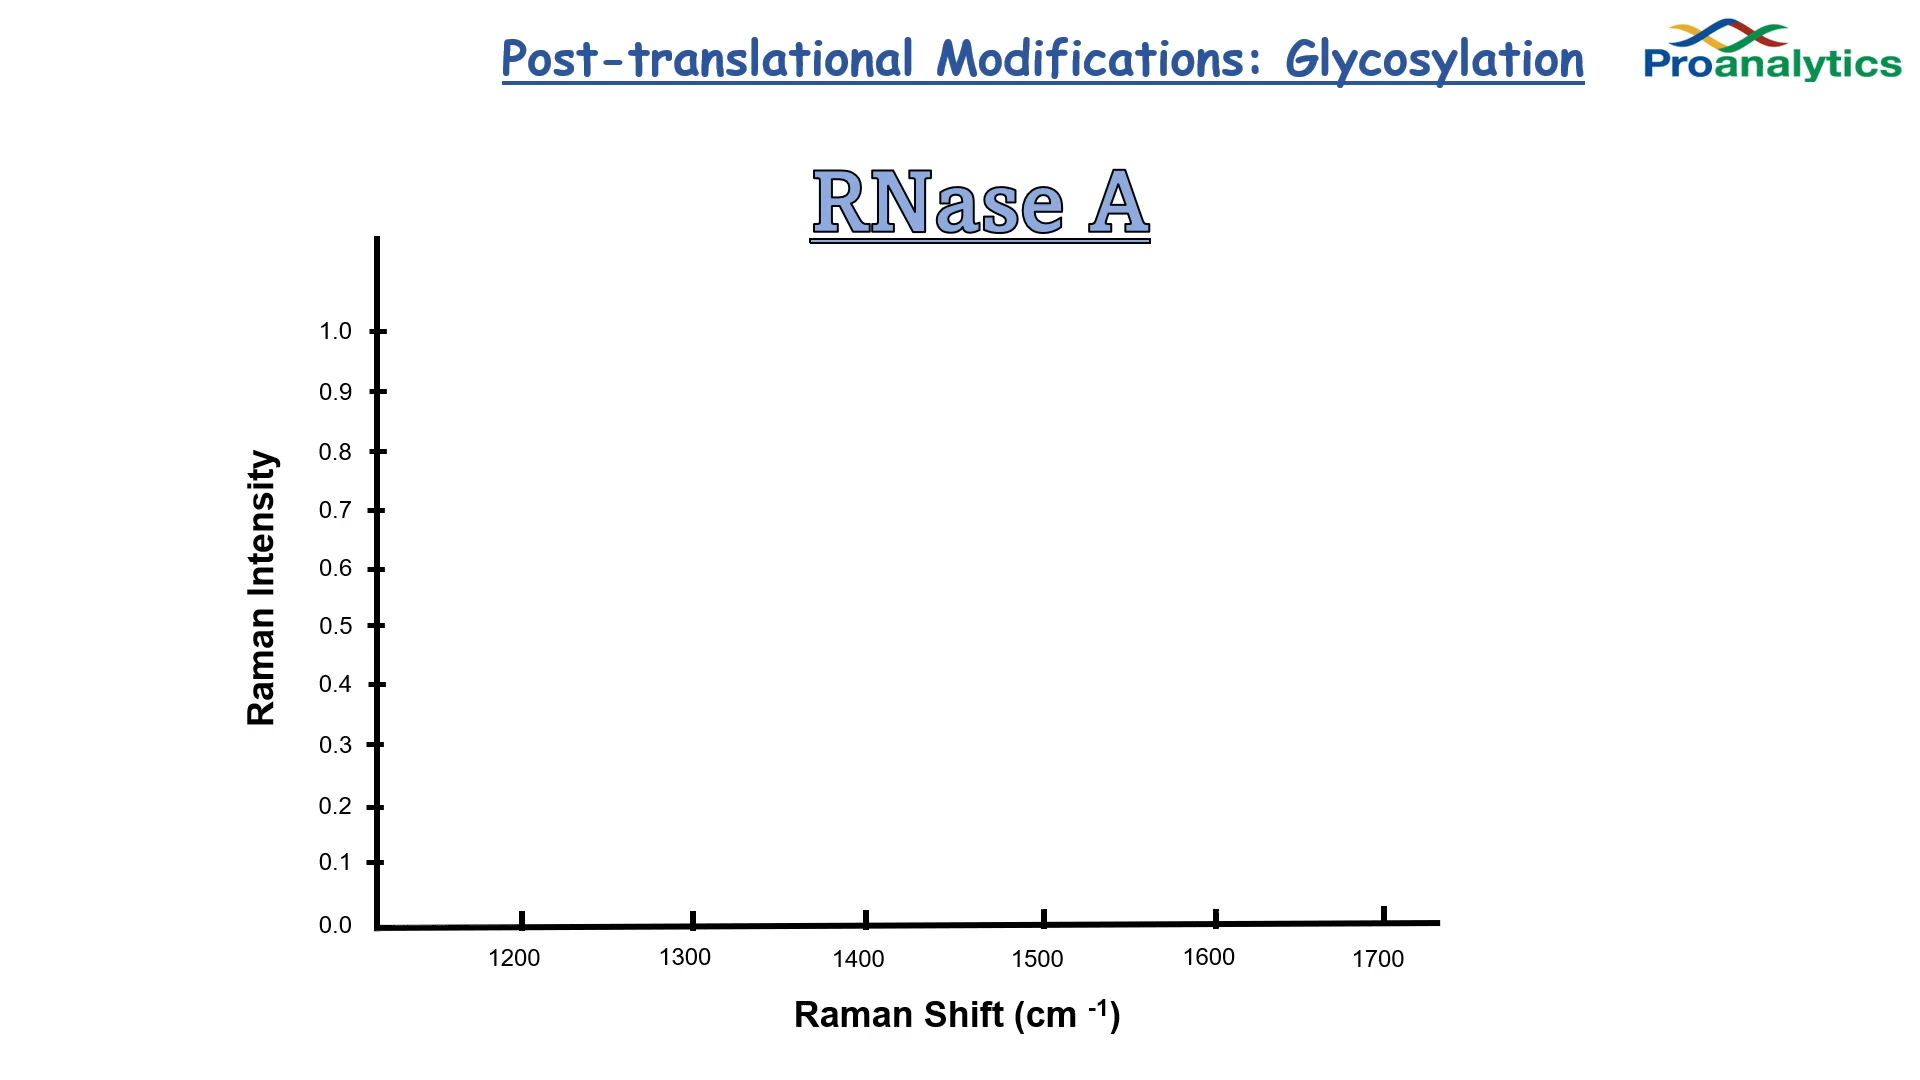 Post-translational Modifications: Glycosylation
Proanalytics
RNase A
1.0
0.9
0.8
0.7
0.6
0.5
0.4
0.3
0.2
0.1
0.0
Raman Intensity
1200 1300 1400 1500 1600 1700
Raman Shift (cm -1)